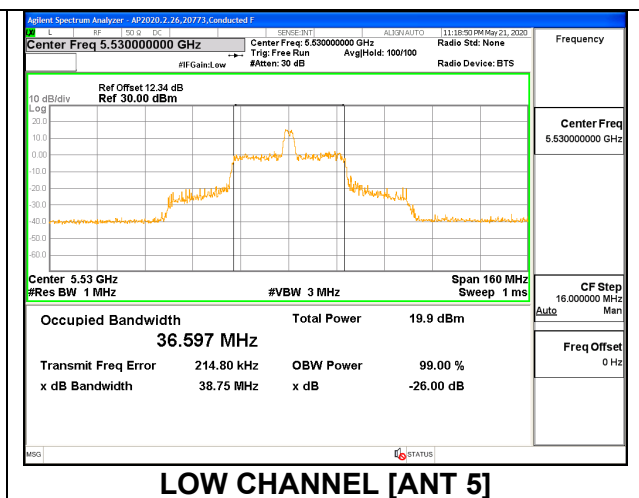 Agilent Spectrum Analyzer - AP2020.2.26,20773,Conducted F
L RF 50 Ω DC SENSE:INT ALIGN AUTO 11:18:50 PM May 21, 2020
Center Freq 5.530000000 GHz Center Freq: 5.530000000 GHz Radio Std: None
Trig: Free Run Avg|Hold: 100/100
#IFGain:Low #Atten: 30 dB Radio Device: BTS
Ref Offset 12.34 dB
10 dB/div Ref 30.00 dBm
Log
20.0
10.0
0.00
-10.0
-20.0
-30.0
-40.0
-50.0
-60.0
Center 5.53 GHz Span 160 MHz
#Res BW 1 MHz #VBW 3 MHz Sweep 1 ms
Occupied Bandwidth Total Power 19.9 dBm
36.597 MHz
Transmit Freq Error 214.80 kHz OBW Power 99.00 %
x dB Bandwidth 38.75 MHz x dB -26.00 dB
MSG STATUS
Frequency
Center Freq
5.530000000 GHz
CF Step
16.000000 MHz
Auto Man
Freq Offset
0 Hz
LOW CHANNEL [ANT 5]